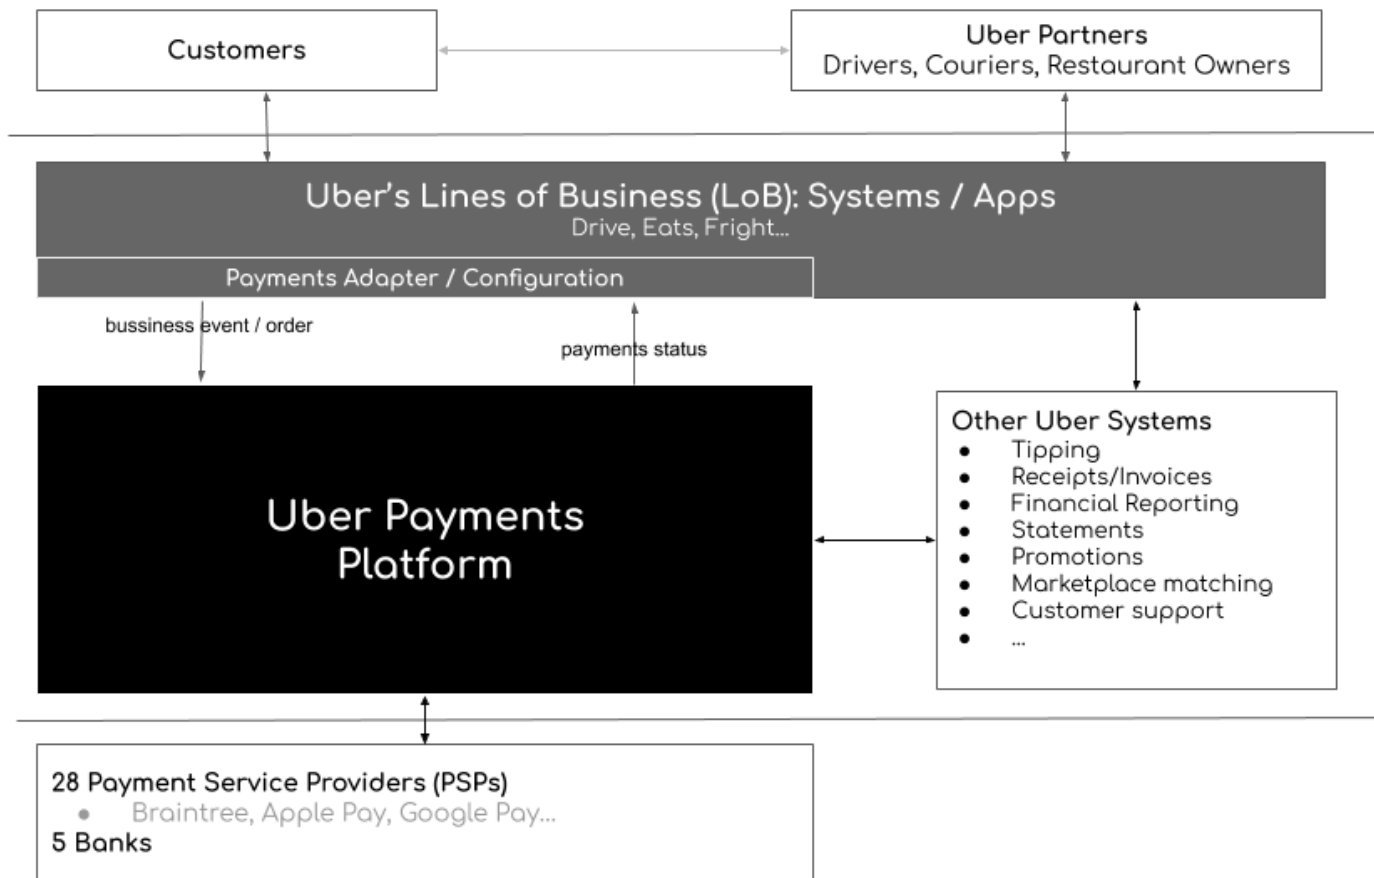 Customers
Uber Partners
Drivers, Couriers, Restaurant Owners
Uber's Lines of Business (LoB): Systems / Apps
Drive, Eats, Fright...
Payments Adapter / Configuration
bussiness event / order
payments status
Uber Payments
Platform
Other Uber Systems
● Tipping
● Receipts/Invoices
● Financial Reporting
● Statements
● Promotions
● Marketplace matching
● Customer support
● ...
28 Payment Service Providers (PSPs)
● Braintree, Apple Pay, Google Pay...
5 Banks